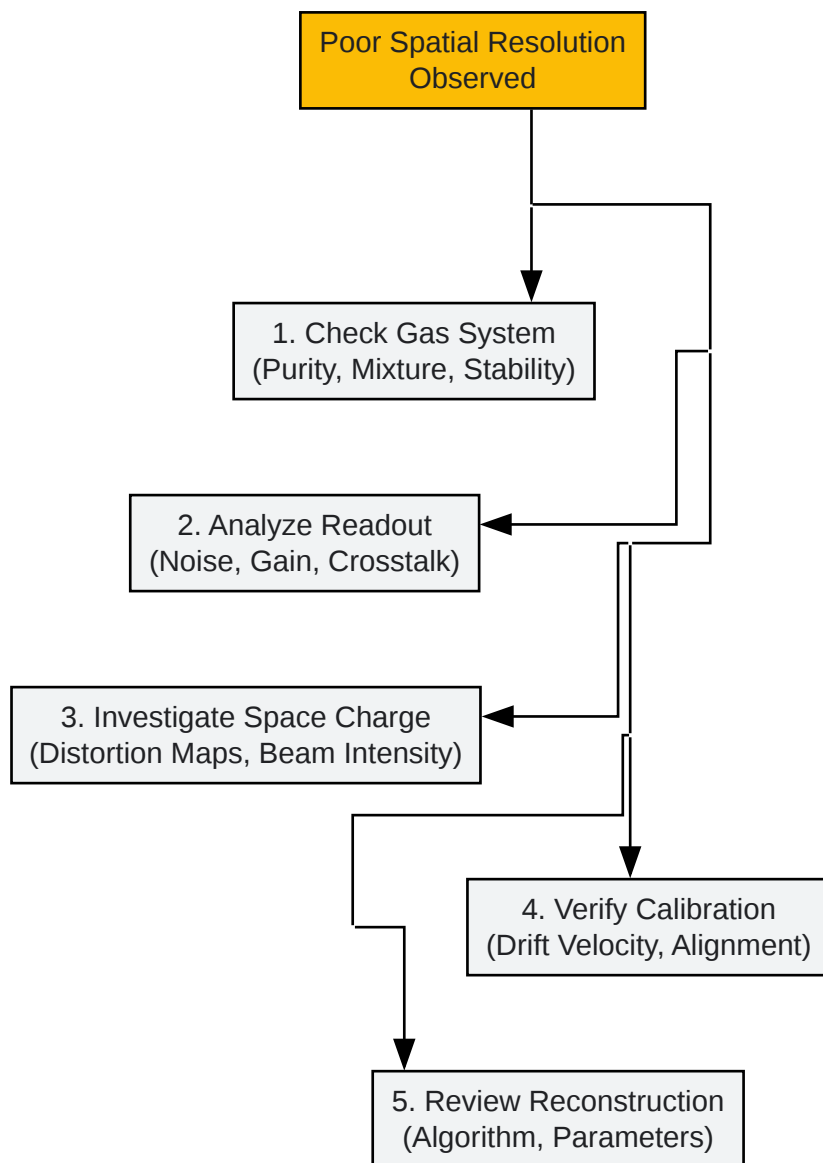 Poor Spatial Resolution
Observed
1. Check Gas System
(Purity, Mixture, Stability)
2. Analyze Readout
(Noise, Gain, Crosstalk)
3. Investigate Space Charge
(Distortion Maps, Beam Intensity)
4. Verify Calibration
(Drift Velocity, Alignment)
5. Review Reconstruction
(Algorithm, Parameters)